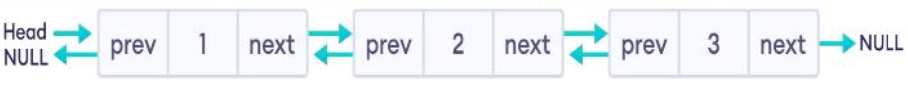 Head
NULL
prev 1 next
prev 2 next
prev 3 next
NULL